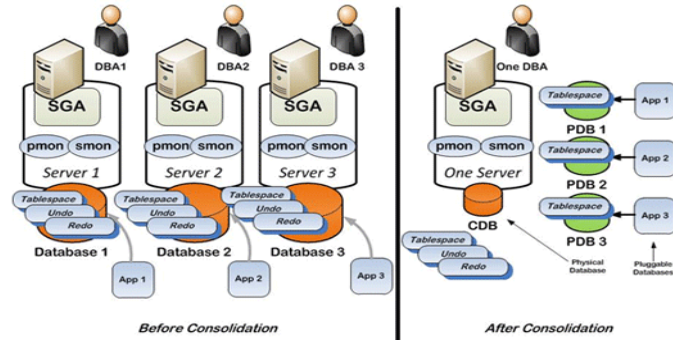 DBA1
DBA2
DBA 3
SGA
SGA
SGA
pmon
smon
pmon
smon
pmon
smon
Server 1
Server 2
Server 3
Tablespace
Undo
Redo
Tablespace
Undo
Redo
Tablespace
Undo
Redo
Database 1
Database 2
Database 3
App 1
App 2
App 3
Before Consolidation
One DBA
SGA
pmon
smon
One Server
CDB
Tablespace
Undo
Redo
Tablespace
PDB 1
App 1
Tablespace
PDB 2
App 2
Tablespace
PDB 3
App 3
Physical
Database
Pluggable
Databases
After Consolidation